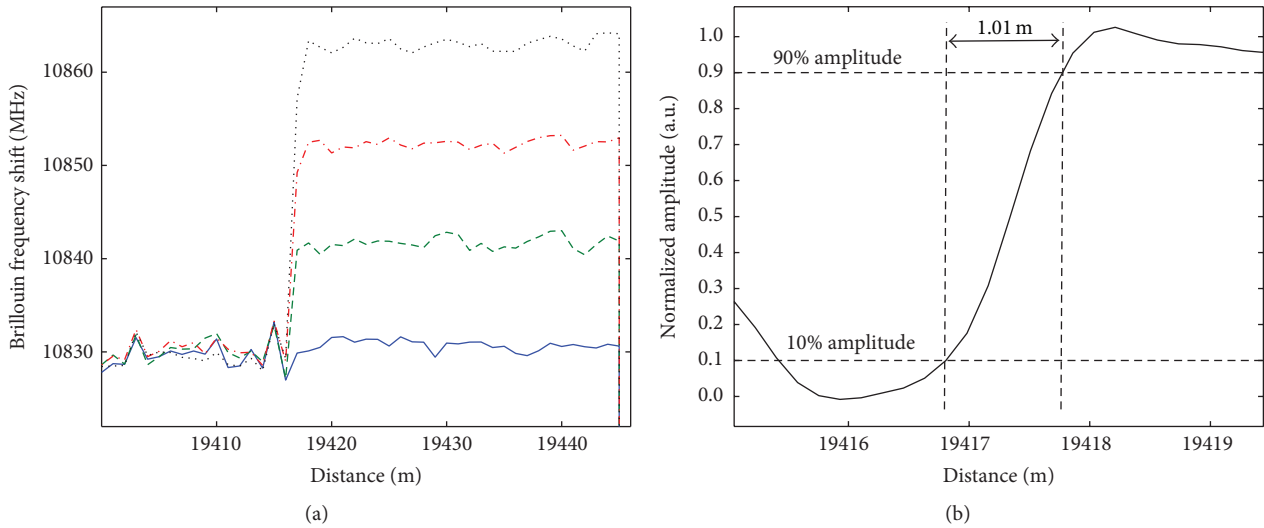 10860
10850
10840
10830
Brillouin frequency shift (MHz)
19410
19420
19430
19440
Distance (m)
(a)
1.0
0.9
0.8
0.7
0.6
0.5
0.4
0.3
0.2
0.1
0.0
Normalized amplitude (a.u.)
1.01 m
90% amplitude
10% amplitude
19416
19417
19418
19419
Distance (m)
(b)